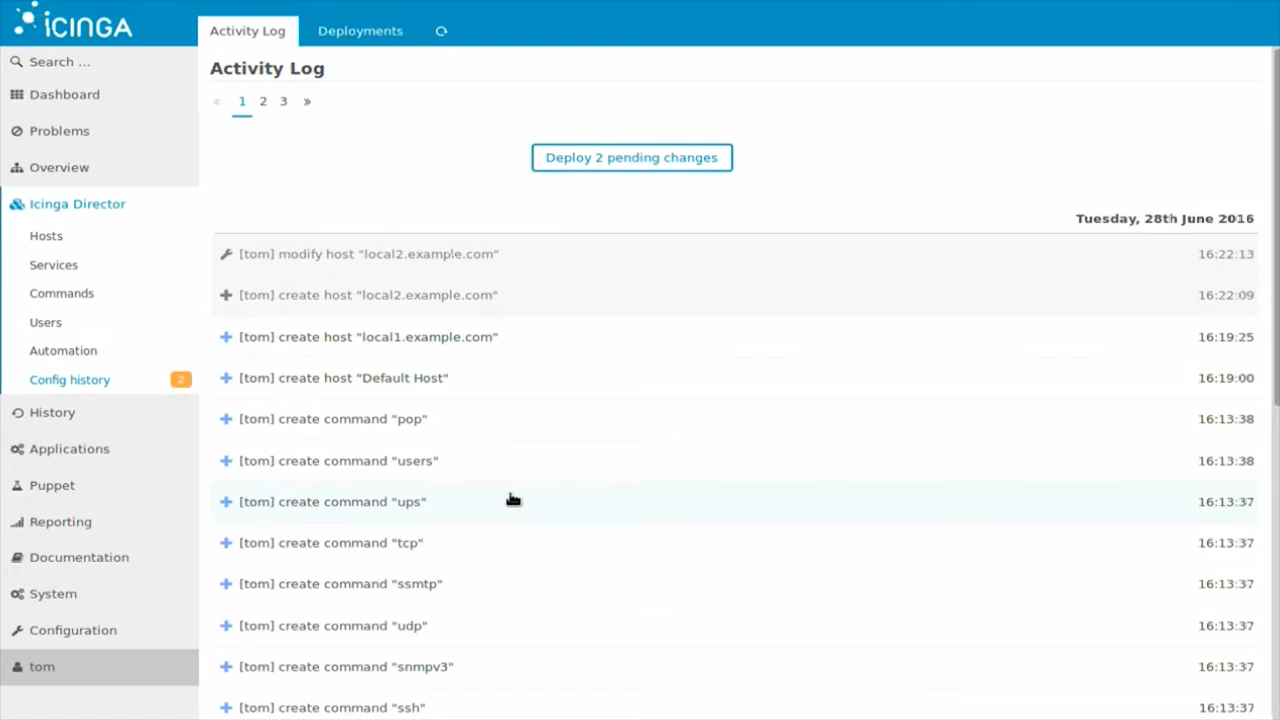 iCINGA
Activity Log
Deployments
Search ...
Dashboard
Problems
Overview
Icinga Director
Hosts
Services
Commands
Users
Automation
Config history 2
History
Applications
Puppet
Reporting
Documentation
System
Configuration
tom
Activity Log
« 1 2 3 »
Deploy 2 pending changes
Tuesday, 28th June 2016
[tom] modify host "local2.example.com" 16:22:13
[tom] create host "local2.example.com" 16:22:09
[tom] create host "local1.example.com" 16:19:25
[tom] create host "Default Host" 16:19:00
[tom] create command "pop" 16:13:38
[tom] create command "users" 16:13:38
[tom] create command "ups" 16:13:37
[tom] create command "tcp" 16:13:37
[tom] create command "ssmtp" 16:13:37
[tom] create command "udp" 16:13:37
[tom] create command "snmpv3" 16:13:37
[tom] create command "ssh" 16:13:37